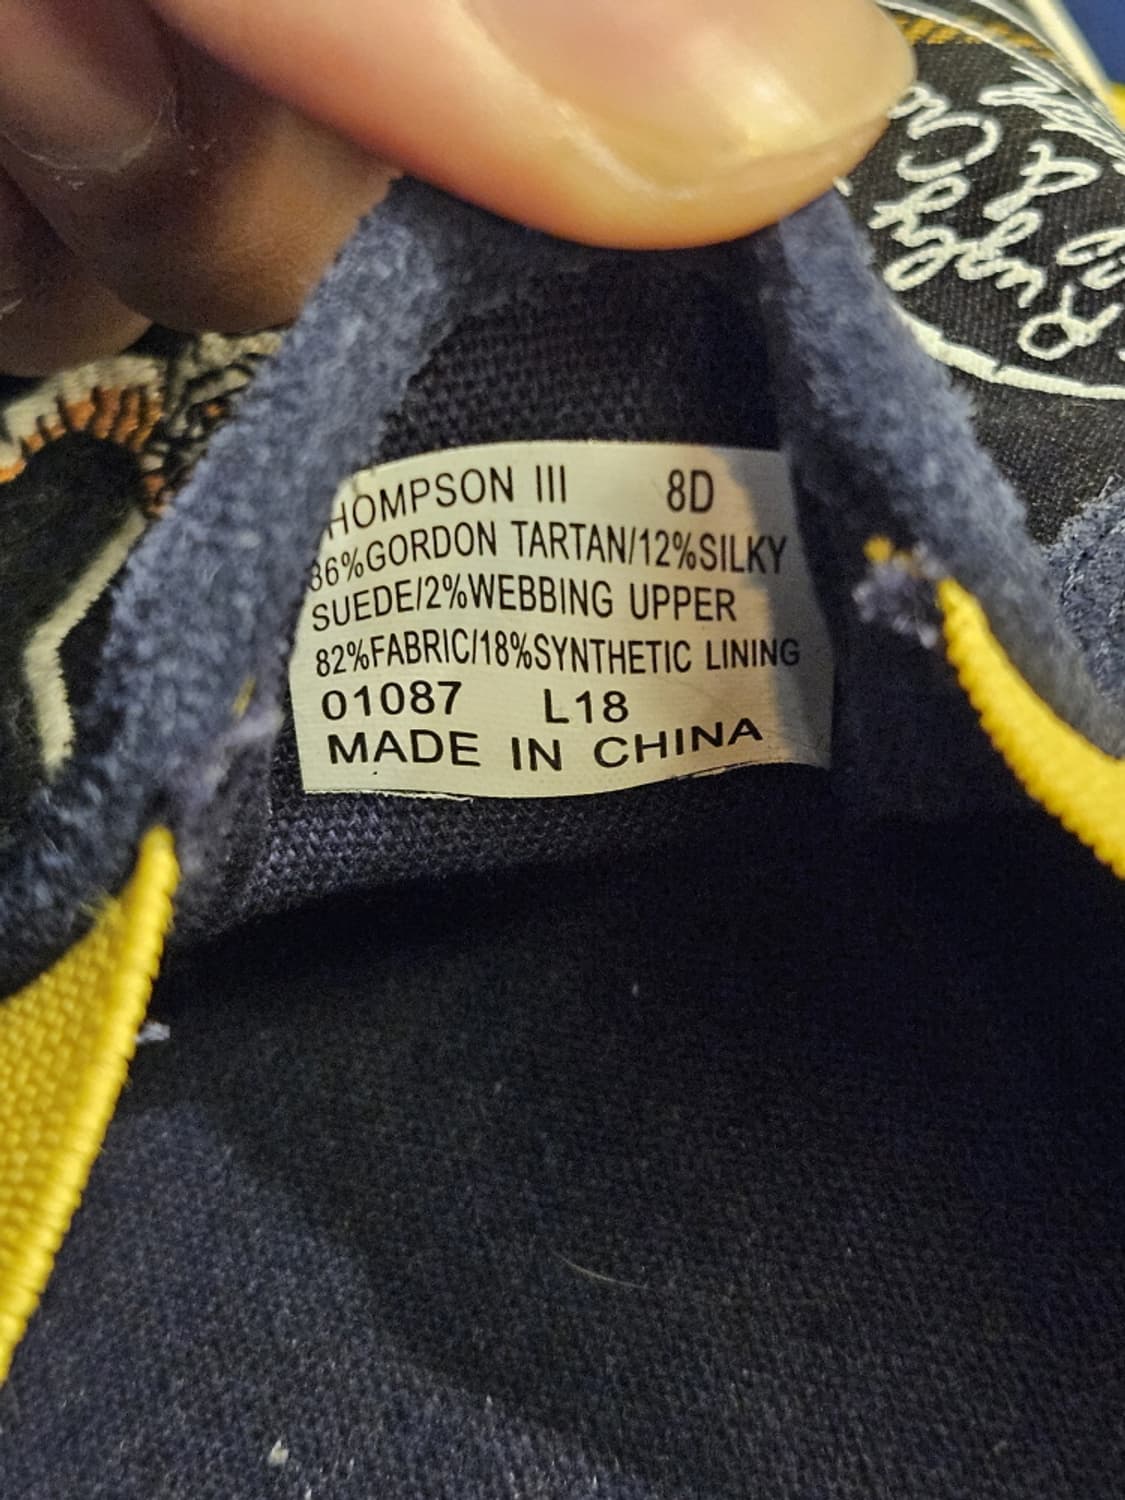 HOMPSON III 8D
86%GORDON TARTAN/12%SILKY
SUEDE/2%WEBBING UPPER
82%FABRIC/18%SYNTHETIC LINING
01087 L18
MADE IN CHINA